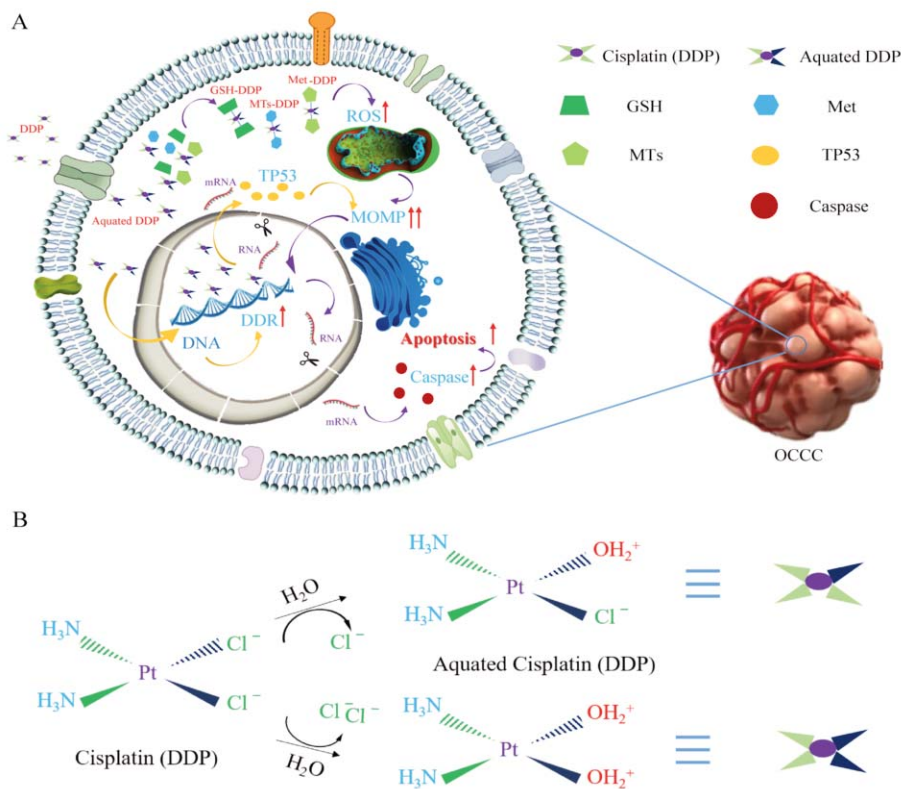 A
DDP
GSH-DDP
MTs-DDP
Met-DDP
ROS
Aquated DDP
mRNA
TP53
MOMP
RNA
DDR
DNA
RNA
Apoptosis
Caspase
mRNA
Cisplatin (DDP)
Aquated DDP
GSH
Met
MTs
TP53
Caspase
OCCC
B
H₃N
H₃N
Pt
Cl⁻
Cl⁻
Cisplatin (DDP)
H₂O
Cl⁻
H₃N
OH₂⁺
Pt
H₃N
Cl⁻
Aquated Cisplatin (DDP)
Cl⁻Cl⁻
H₂O
H₃N
OH₂⁺
Pt
H₃N
OH₂⁺